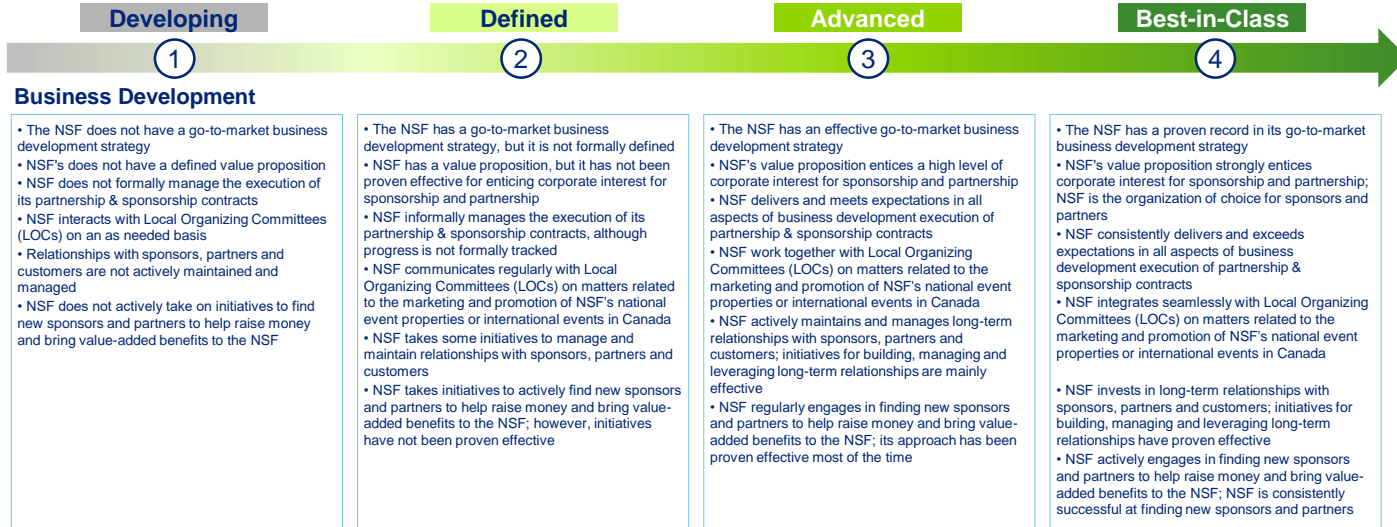 Developing
Defined
Advanced
Best-in-Class
1
2
3
4
Business Development
• The NSF does not have a go-to-market business
development strategy
• NSF's does not have a defined value proposition
• NSF does not formally manage the execution of
its partnership & sponsorship contracts
• NSF interacts with Local Organizing Committees
(LOCs) on an as needed basis
• Relationships with sponsors, partners and
customers are not actively maintained and
managed
• NSF does not actively take on initiatives to find
new sponsors and partners to help raise money
and bring value-added benefits to the NSF
• The NSF has a go-to-market business
development strategy, but it is not formally defined
• NSF has a value proposition, but it has not been
proven effective for enticing corporate interest for
sponsorship and partnership
• NSF informally manages the execution of its
partnership & sponsorship contracts, although
progress is not formally tracked
• NSF communicates regularly with Local
Organizing Committees (LOCs) on matters related
to the marketing and promotion of NSF’s national
event properties or international events in Canada
• NSF takes some initiatives to manage and
maintain relationships with sponsors, partners and
customers
• NSF takes initiatives to actively find new sponsors
and partners to help raise money and bring value-
added benefits to the NSF; however, initiatives
have not been proven effective
• The NSF has an effective go-to-market business
development strategy
• NSF's value proposition entices a high level of
corporate interest for sponsorship and partnership
• NSF delivers and meets expectations in all
aspects of business development execution of
partnership & sponsorship contracts
• NSF work together with Local Organizing
Committees (LOCs) on matters related to the
marketing and promotion of NSF’s national event
properties or international events in Canada
• NSF actively maintains and manages long-term
relationships with sponsors, partners and
customers; initiatives for building, managing and
leveraging long-term relationships are mainly
effective
• NSF regularly engages in finding new sponsors
and partners to help raise money and bring value-
added benefits to the NSF; its approach has been
proven effective most of the time
• The NSF has a proven record in its go-to-market
business development strategy
• NSF's value proposition strongly entices
corporate interest for sponsorship and partnership;
NSF is the organization of choice for sponsors and
partners
• NSF consistently delivers and exceeds
expectations in all aspects of business
development execution of partnership &
sponsorship contracts
• NSF integrates seamlessly with Local Organizing
Committees (LOCs) on matters related to the
marketing and promotion of NSF’s national event
properties or international events in Canada
• NSF invests in long-term relationships with
sponsors, partners and customers; initiatives for
building, managing and leveraging long-term
relationships have proven effective
• NSF actively engages in finding new sponsors
and partners to help raise money and bring value-
added benefits to the NSF; NSF is consistently
successful at finding new sponsors and partners